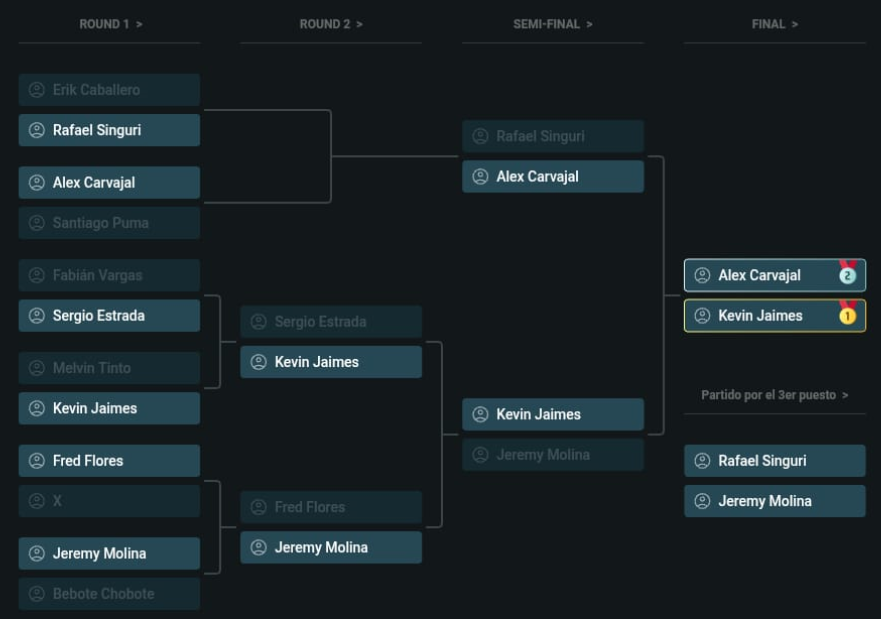 ROUND 1 >
ROUND 2 >
SEMI-FINAL >
FINAL >
Erik Caballero
Rafael Singuri
Alex Carvajal
Santiago Puma
Fabián Vargas
Sergio Estrada
Melvin Tinto
Kevin Jaimes
Fred Flores
X
Jeremy Molina
Bebote Chobote
Sergio Estrada
Kevin Jaimes
Fred Flores
Jeremy Molina
Rafael Singuri
Alex Carvajal
Kevin Jaimes
Jeremy Molina
Alex Carvajal 2
Kevin Jaimes 1
Partido por el 3er puesto >
Rafael Singuri
Jeremy Molina